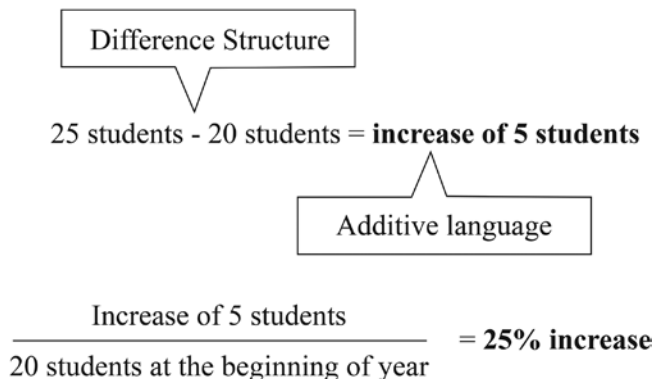 Difference Structure
25 students - 20 students = increase of 5 students
Additive language
Increase of 5 students
= 25% increase
20 students at the beginning of year